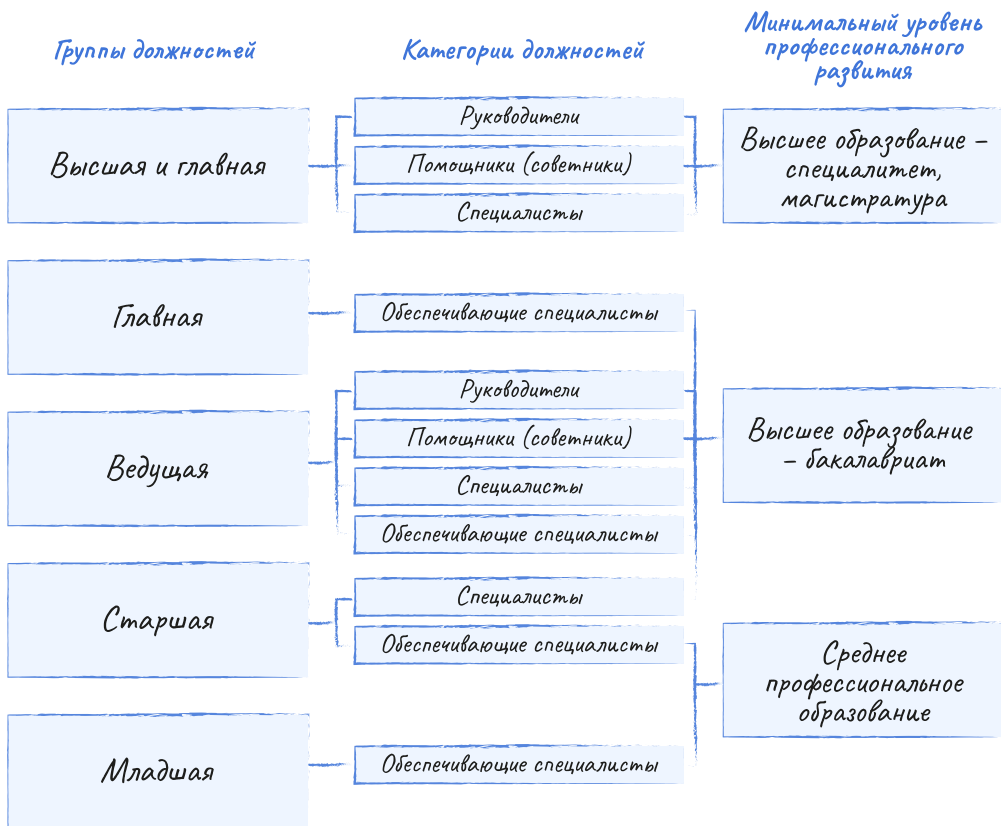 Группы должностей
Категории должностей
Минимальный уровень
профессионального
развития
Высшая и главная
Руководители
Помощники (советники)
Специалисты
Высшее образование –
специалитет,
магистратура
Главная
Обеспечивающие специалисты
Ведущая
Руководители
Помощники (советники)
Специалисты
Обеспечивающие специалисты
Высшее образование
– бакалавриат
Старшая
Специалисты
Обеспечивающие специалисты
Среднее
профессиональное
образование
Младшая
Обеспечивающие специалисты